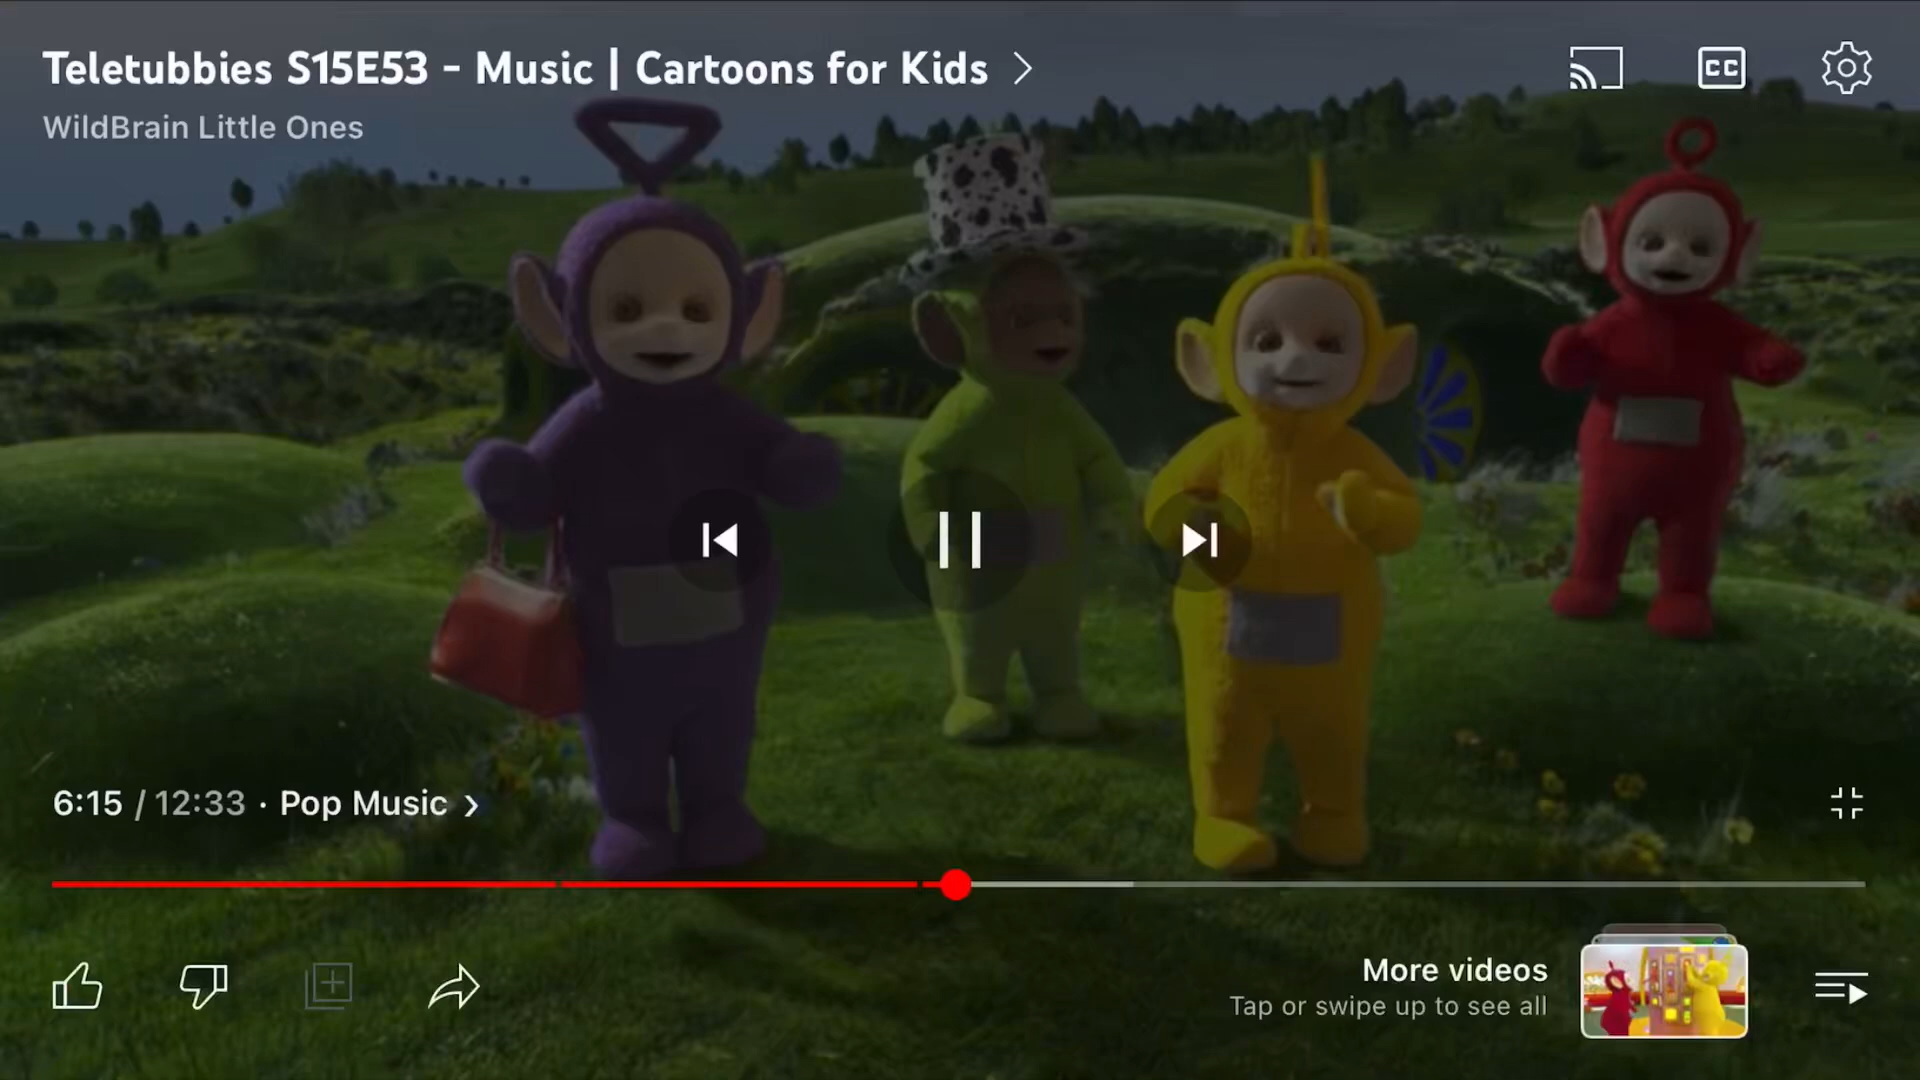 Teletubbies S15E53 - Music | Cartoons for Kids
WildBrain Little Ones
CC
6:15 / 12:33 · Pop Music
More videos
Tap or swipe up to see all